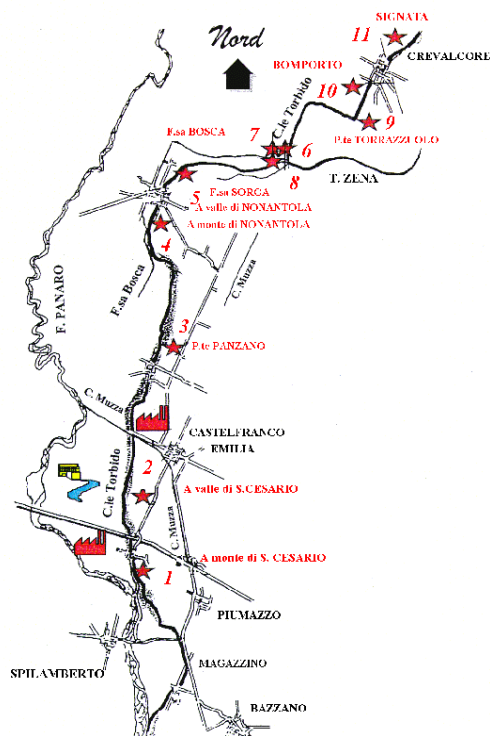 SIGNATA
11
Nord
CREVALCORE
BOMPORTO
10
C.le Torbido
9
F.sa BOSCA
7
6
P.te TORRAZZUOLO
8
T. ZENA
5
F.sa SORGA
A valle di NONANTOLA
4
A monte di NONANTOLA
C. Muzza
F.sa Bosca
F. PANARO
3
P.te PANZANO
C. Muzza
CASTELFRANCO
EMILIA
2
C.le Torbido
A valle di S.CESARIO
C. Muzza
A monte di S. CESARIO
1
PIUMAZZO
SPILAMBERTO
MAGAZZINO
BAZZANO